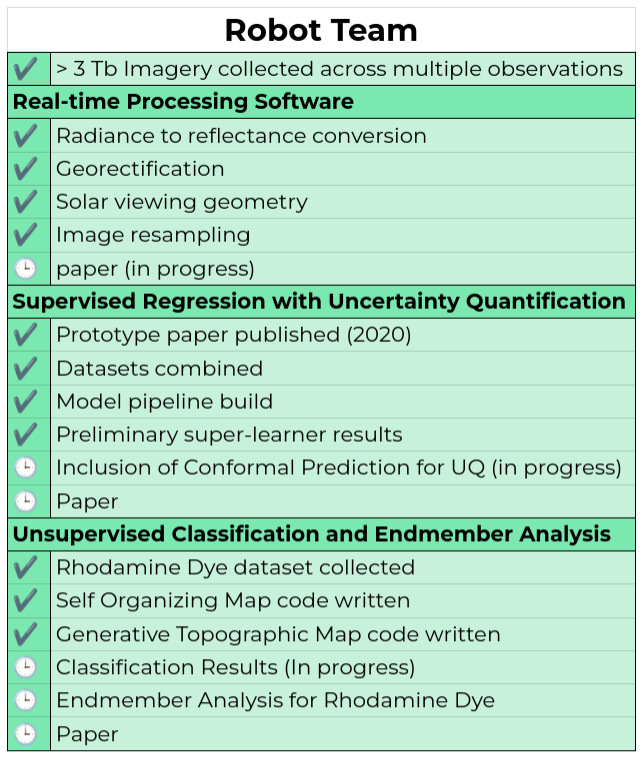 Robot Team
✔ > 3 Tb Imagery collected across multiple observations
Real-time Processing Software
✔ Radiance to reflectance conversion
✔ Georectification
✔ Solar viewing geometry
✔ Image resampling
🕒 paper (in progress)
Supervised Regression with Uncertainty Quantification
✔ Prototype paper published (2020)
✔ Datasets combined
✔ Model pipeline build
✔ Preliminary super-learner results
🕒 Inclusion of Conformal Prediction for UQ (in progress)
🕒 Paper
Unsupervised Classification and Endmember Analysis
✔ Rhodamine Dye dataset collected
✔ Self Organizing Map code written
✔ Generative Topographic Map code written
🕒 Classification Results (In progress)
🕒 Endmember Analysis for Rhodamine Dye
🕒 Paper